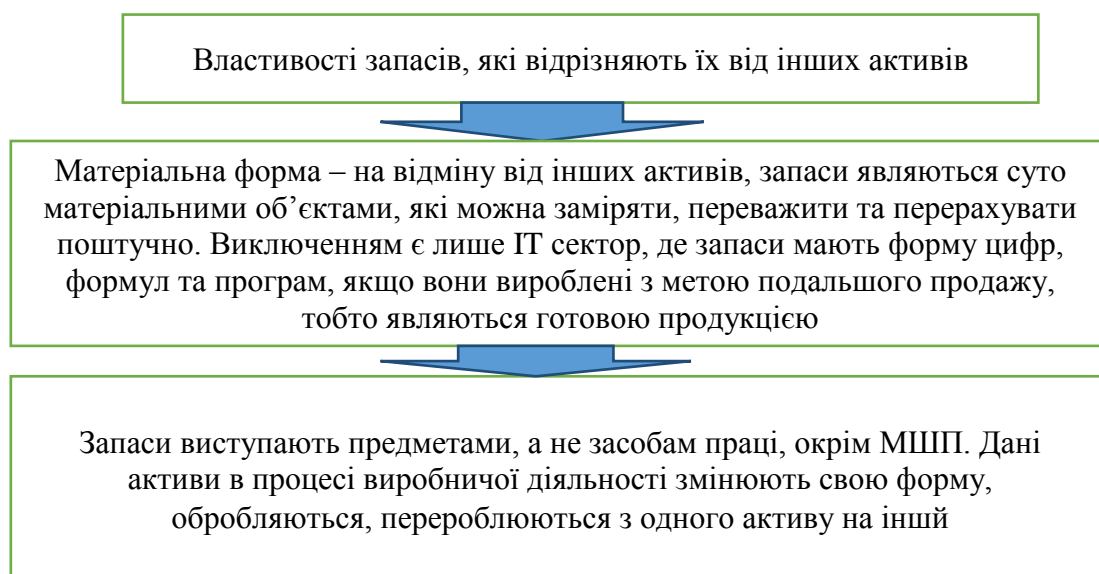 Властивості запасів, які відрізняють їх від інших активів
Матеріальна форма – на відміну від інших активів, запаси являються суто
матеріальними об’єктами, які можна заміряти, переважити та перерахувати
поштучно. Виключенням є лише ІТ сектор, де запаси мають форму цифр,
формул та програм, якщо вони вироблені з метою подальшого продажу,
тобто являються готовою продукцією
Запаси виступають предметами, а не засобам праці, окрім МШП. Дані
активи в процесі виробничої діяльності змінюють свою форму,
обробляються, перероблюються з одного активу на іншй